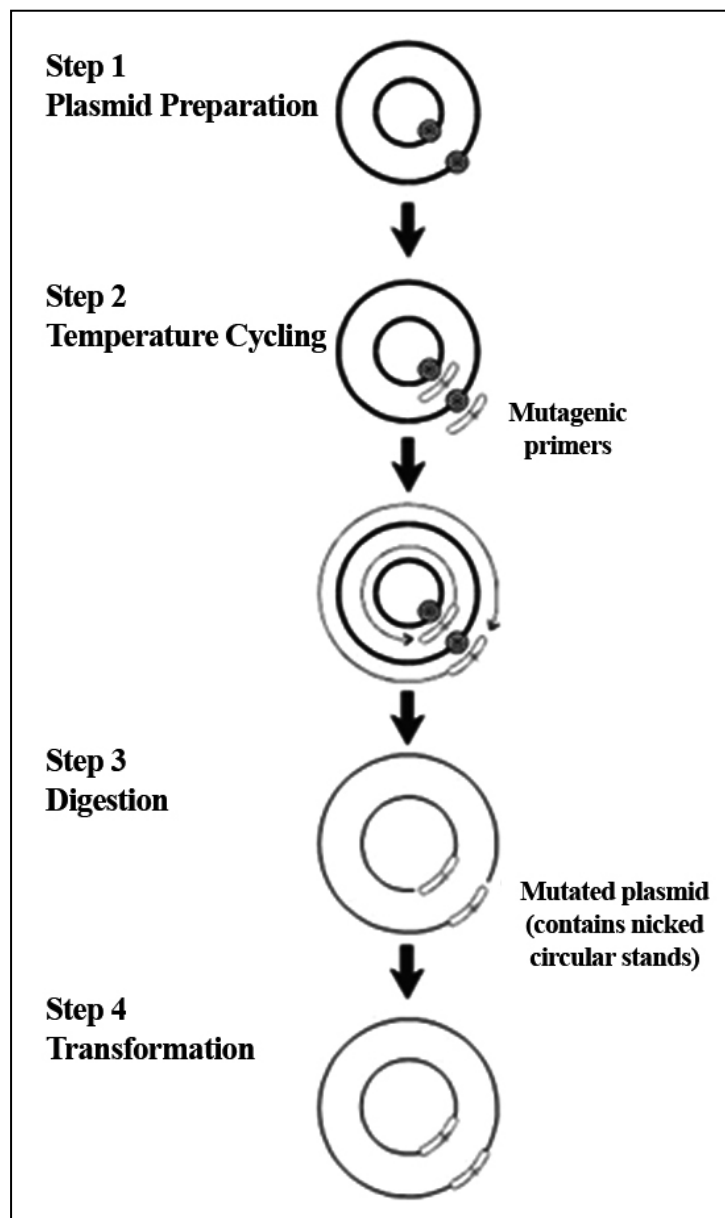 Step 1
Plasmid Preparation
Step 2
Temperature Cycling
Mutagenic
primers
Step 3
Digestion
Mutated plasmid
(contains nicked
circular stands)
Step 4
Transformation